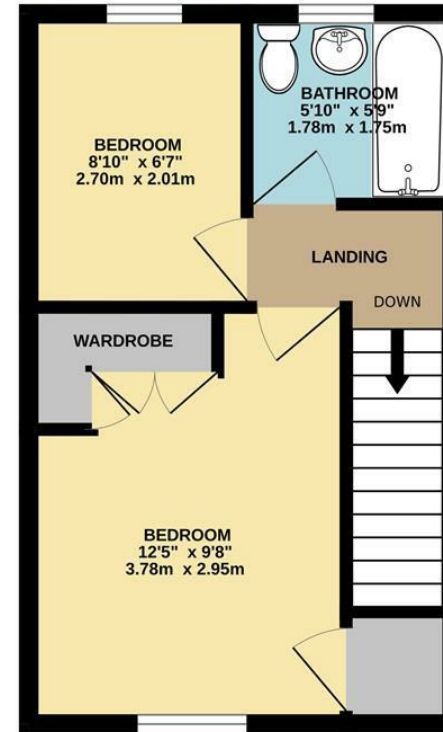 BATHROOM
5'10" x 5'9"
1.78m x 1.75m
BEDROOM
8'10" x 6'7"
2.70m x 2.01m
LANDING
DOWN
WARDROBE
BEDROOM
12'5" x 9'8"
3.78m x 2.95m